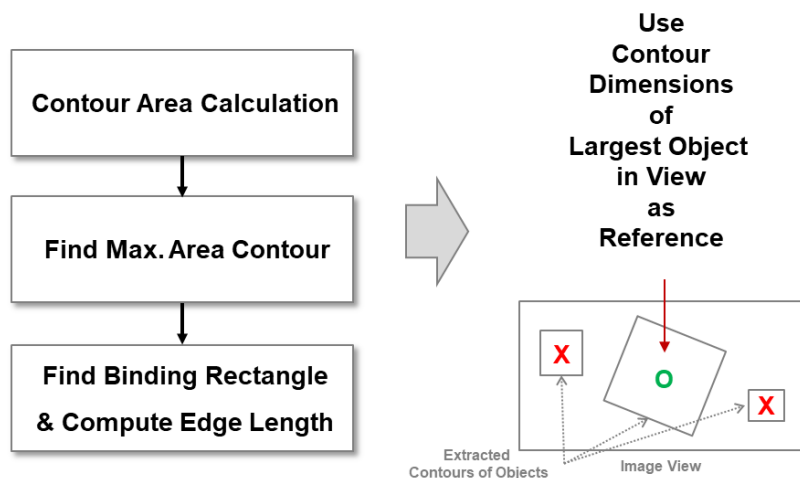 Contour Area Calculation
Find Max. Area Contour
Find Binding Rectangle
& Compute Edge Length
Use
Contour
Dimensions
of
Largest Object
in View
as
Reference
X
O
X
Extracted
Contours of Objects
Image View